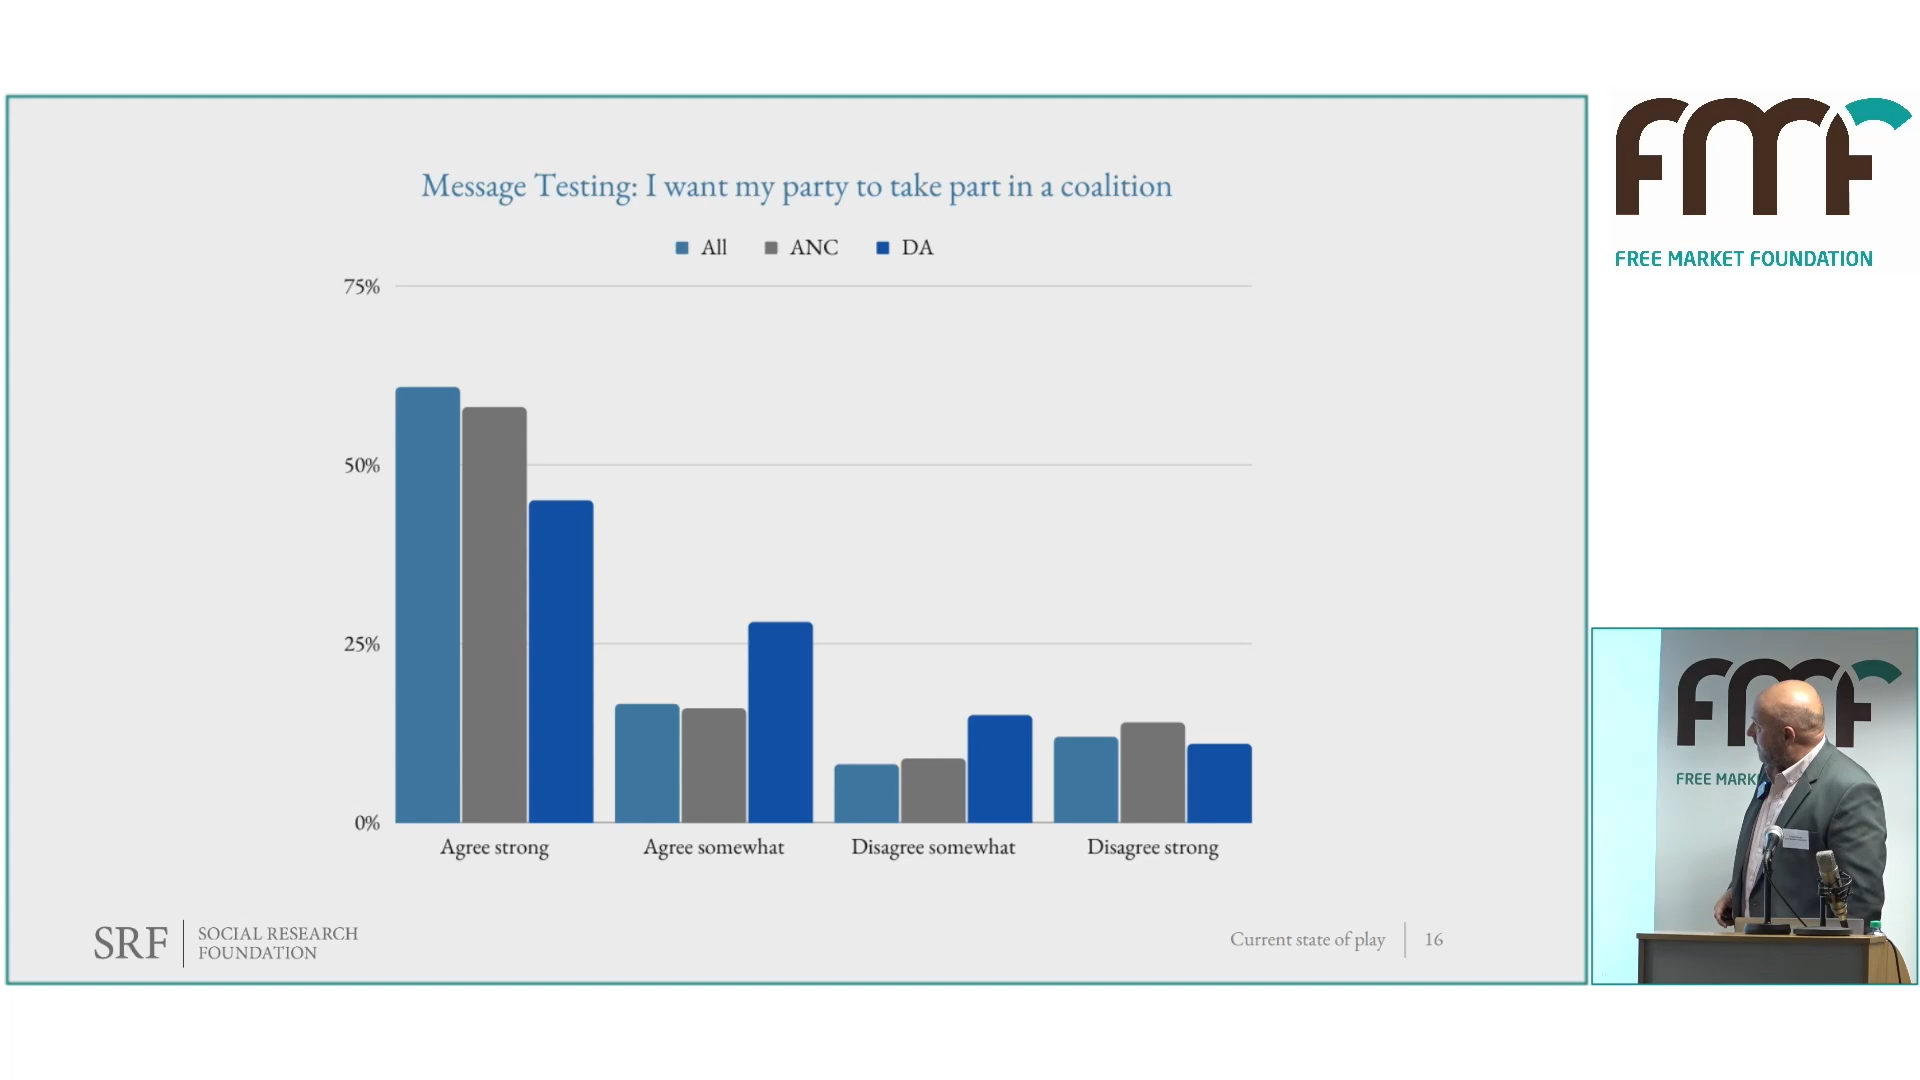 Message Testing: I want my party to take part in a coalition
All ANC DA
75%
50%
25%
0%
Agree strong Agree somewhat Disagree somewhat Disagree strong
SRF
SOCIAL RESEARCH
FOUNDATION
Current state of play 16
FMF
FREE MARKET FOUNDATION
FMF
FREE MARK